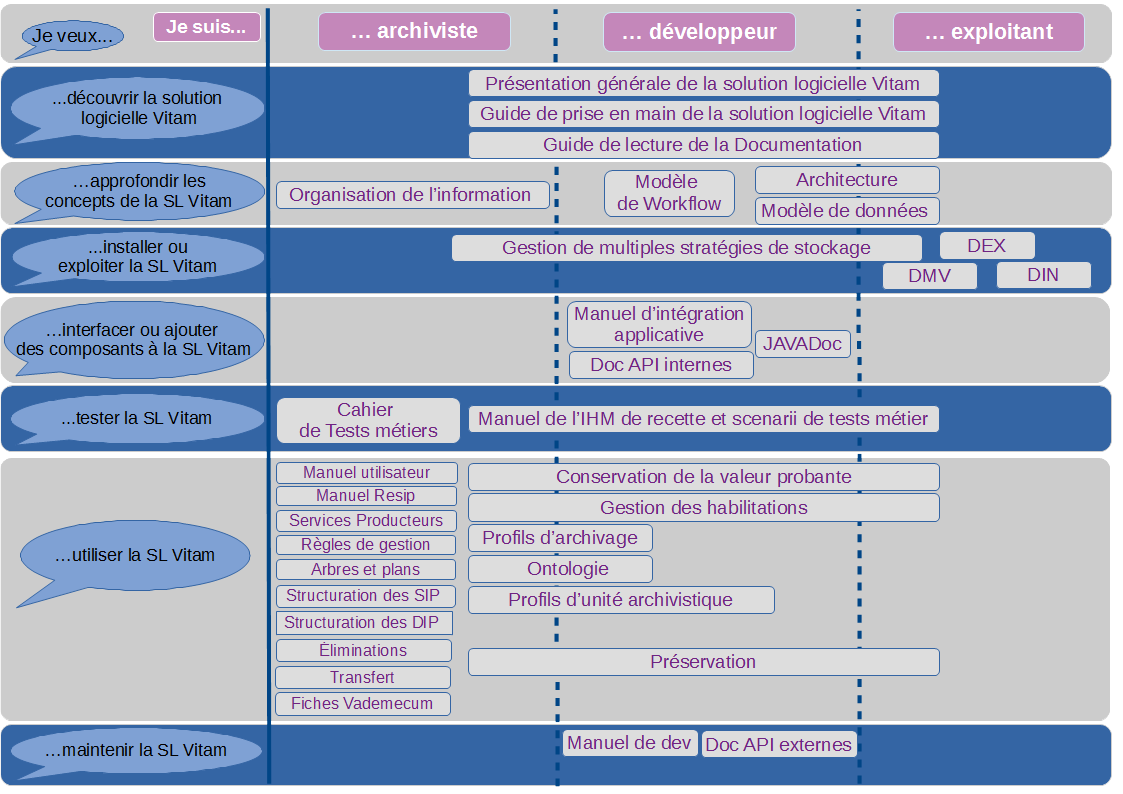 Je veux...
Je suis...
… archiviste
… développeur
… exploitant
...découvrir la solution
logicielle Vitam
Présentation générale de la solution logicielle Vitam
Guide de prise en main de la solution logicielle Vitam
Guide de lecture de la Documentation
…approfondir les
concepts de la SL Vitam
Organisation de l'information
Modèle
de Workflow
Architecture
Modèle de données
...installer ou
exploiter la SL Vitam
Gestion de multiples stratégies de stockage
DEX
DMV
DIN
...interfacer ou ajouter
des composants à la SL Vitam
Manuel d'intégration
applicative
JAVADoc
Doc API internes
...tester la SL Vitam
Cahier
de Tests métiers
Manuel de l'IHM de recette et scenarii de tests métier
…utiliser la SL Vitam
Manuel utilisateur
Manuel Resip
Services Producteurs
Règles de gestion
Arbres et plans
Structuration des SIP
Structuration des DIP
Éliminations
Transfert
Fiches Vademecum
Conservation de la valeur probante
Gestion des habilitations
Profils d'archivage
Ontologie
Profils d'unité archivistique
Préservation
…maintenir la SL Vitam
Manuel de dev
Doc API externes